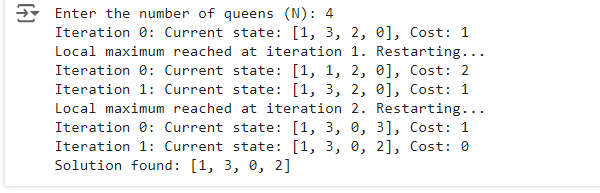 Enter the number of queens (N): 4
Iteration 0: Current state: [1, 3, 2, 0], Cost: 1
Local maximum reached at iteration 1. Restarting...
Iteration 0: Current state: [1, 1, 2, 0], Cost: 2
Iteration 1: Current state: [1, 3, 2, 0], Cost: 1
Local maximum reached at iteration 2. Restarting...
Iteration 0: Current state: [1, 3, 0, 3], Cost: 1
Iteration 1: Current state: [1, 3, 0, 2], Cost: 0
Solution found: [1, 3, 0, 2]